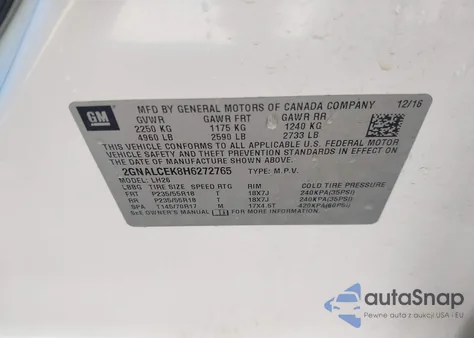 GM
MFD BY GENERAL MOTORS OF CANADA COMPANY 12/16
GVWR GAWR FRT GAWR RR
2250 KG 1175 KG 1240 KG
4960 LB 2590 LB 2733 LB
THIS VEHICLE CONFORMS TO ALL APPLICABLE U.S. FEDERAL
MOTOR VEHICLE SAFETY, BUMPER, AND THEFT PREVENTION
STANDARDS IN EFFECT ON THE DATE OF MANUFACTURE
SHOWN ABOVE.
2GNALCEK8H6272765 TYPE: M.P.V.
MODEL: LH26
TIRE SIZE SPEED RTG RIM COLD TIRE PRESSURE
FRT P235/55R18 T 18X7J 240KPA(35PSI)
RR P235/55R18 T 18X7J 240KPA(35PSI)
SPA T145/70R17 M 17X4.5T 420KPA(60PSI)
SEE OWNER'S MANUAL FOR MORE INFORMATION.
autaSnap
Pewne auta z aukcji w USA i EU